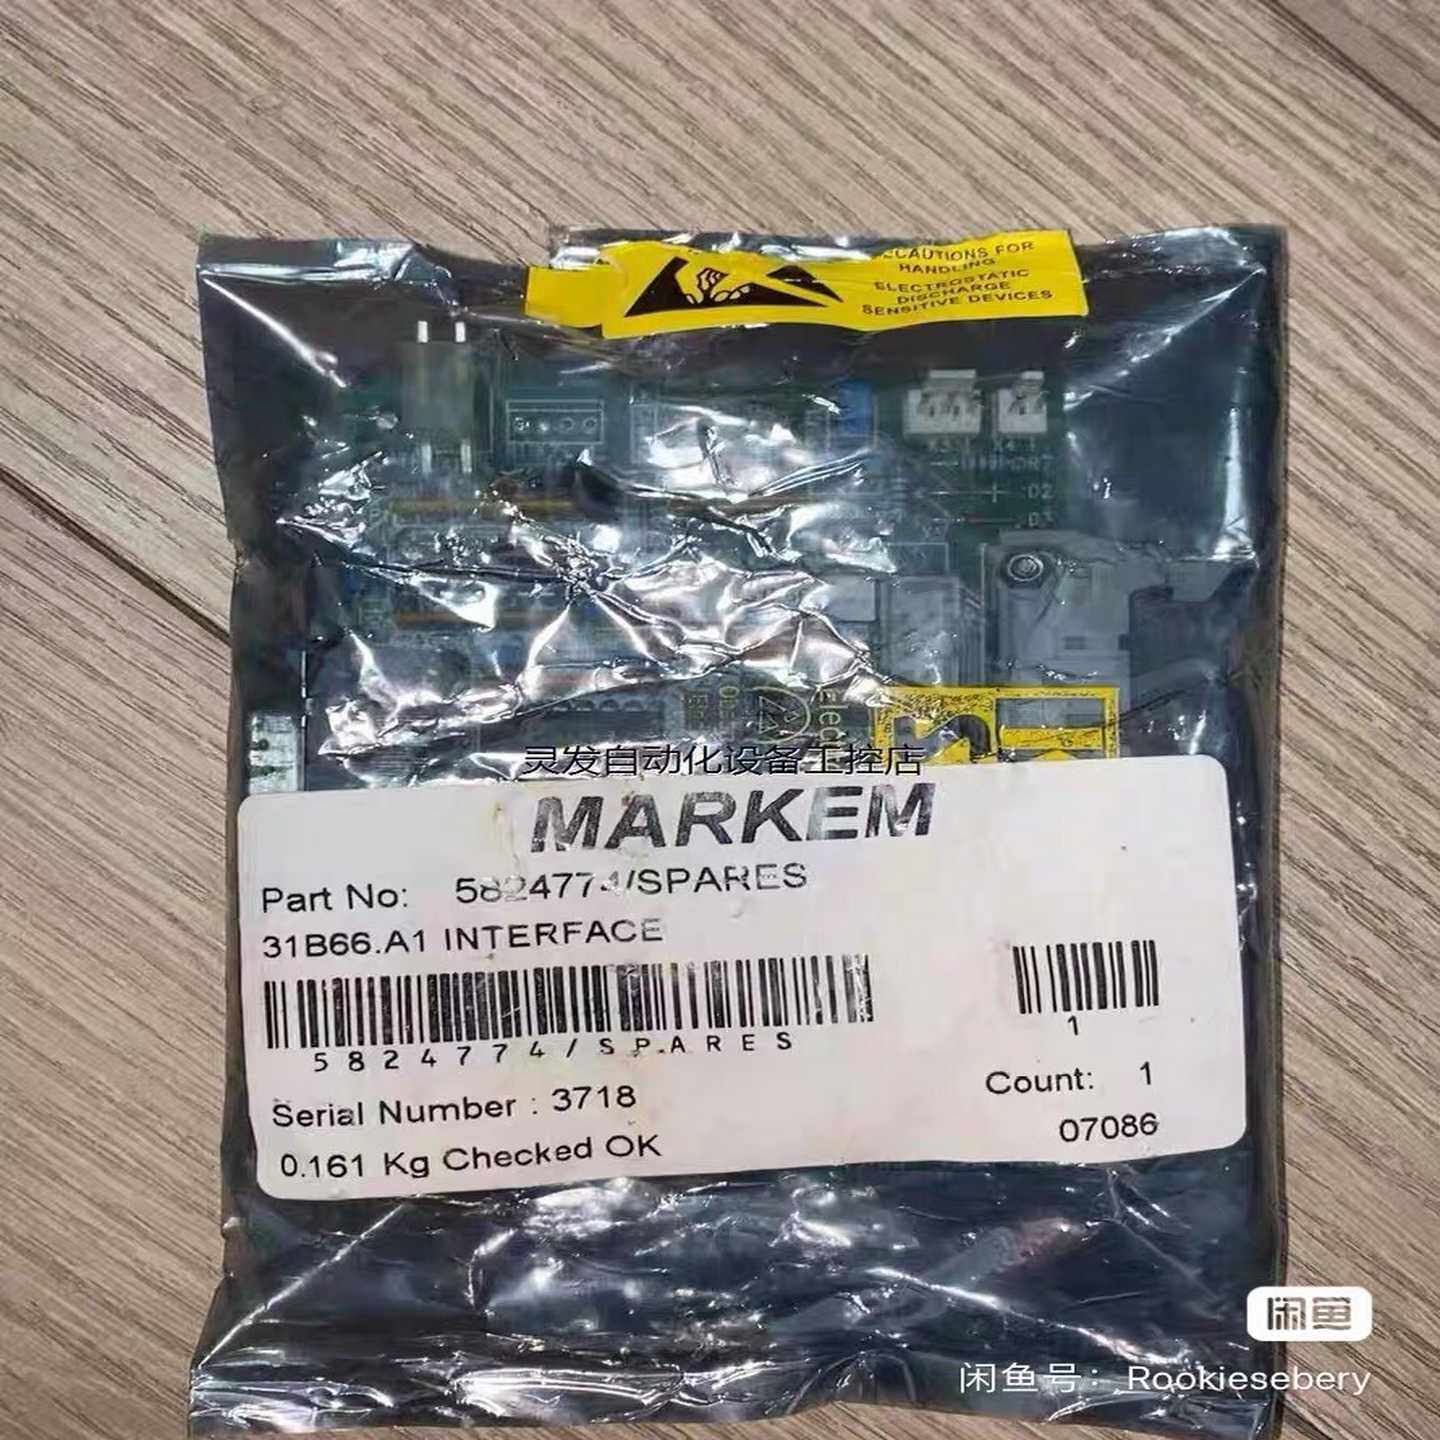 CAUTIONS FOR
HANDLING
ELECTROSTATIC
DISCHARGE
SENSITIVE DEVICES
D2
灵发自动化设备工控店
MARKEM
Part No: 5824774/SPARES
31B66.A1 INTERFACE
5824774/SPARES
1
Serial Number : 3718
Count: 1
0.161 Kg Checked OK
07086
闲鱼
闲鱼号：Rookiesebery